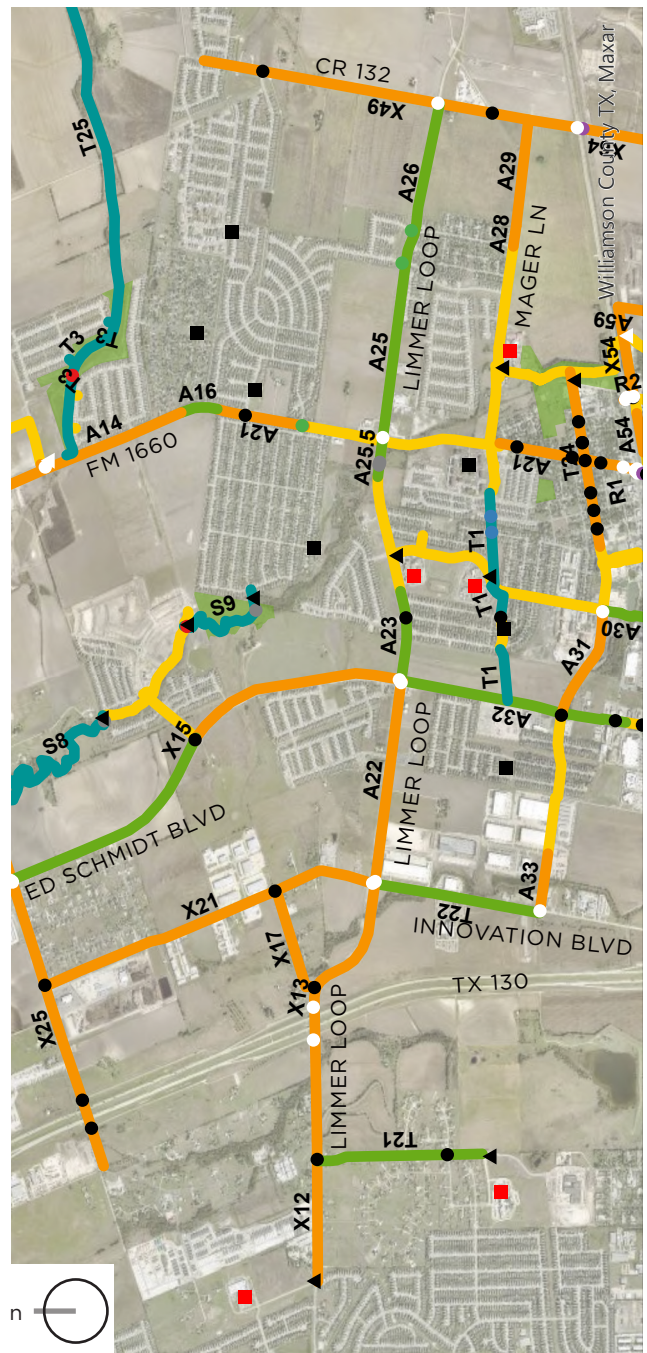 CR 132
X49
T25
Williamson County TX, Maxar
A29
A26
A28
MAGER LN
LIMMER LOOP
T3
T3
T3
A25
A59
X54
R2
A16
A14
A21
FM 1660
A25.5
A21
T24
A54
R1
T1
T1
S9
A23
A30
A31
T1
A32
S8
X15
LIMMER LOOP
A22
ED SCHMIDT BLVD
X21
A33
T22
INNOVATION BLVD
X17
TX 130
X13
X25
LIMMER LOOP
T21
X12
n